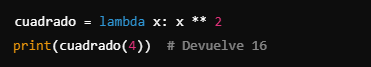 cuadrado = lambda x: x ** 2
print(cuadrado(4))  # Devuelve 16